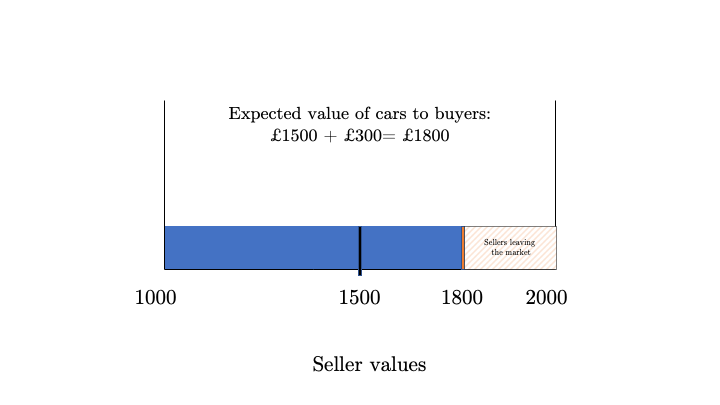 Expected value of cars to buyers:
£1500 + £300= £1800
Sellers leaving
the market
1000 1500 1800 2000
Seller values